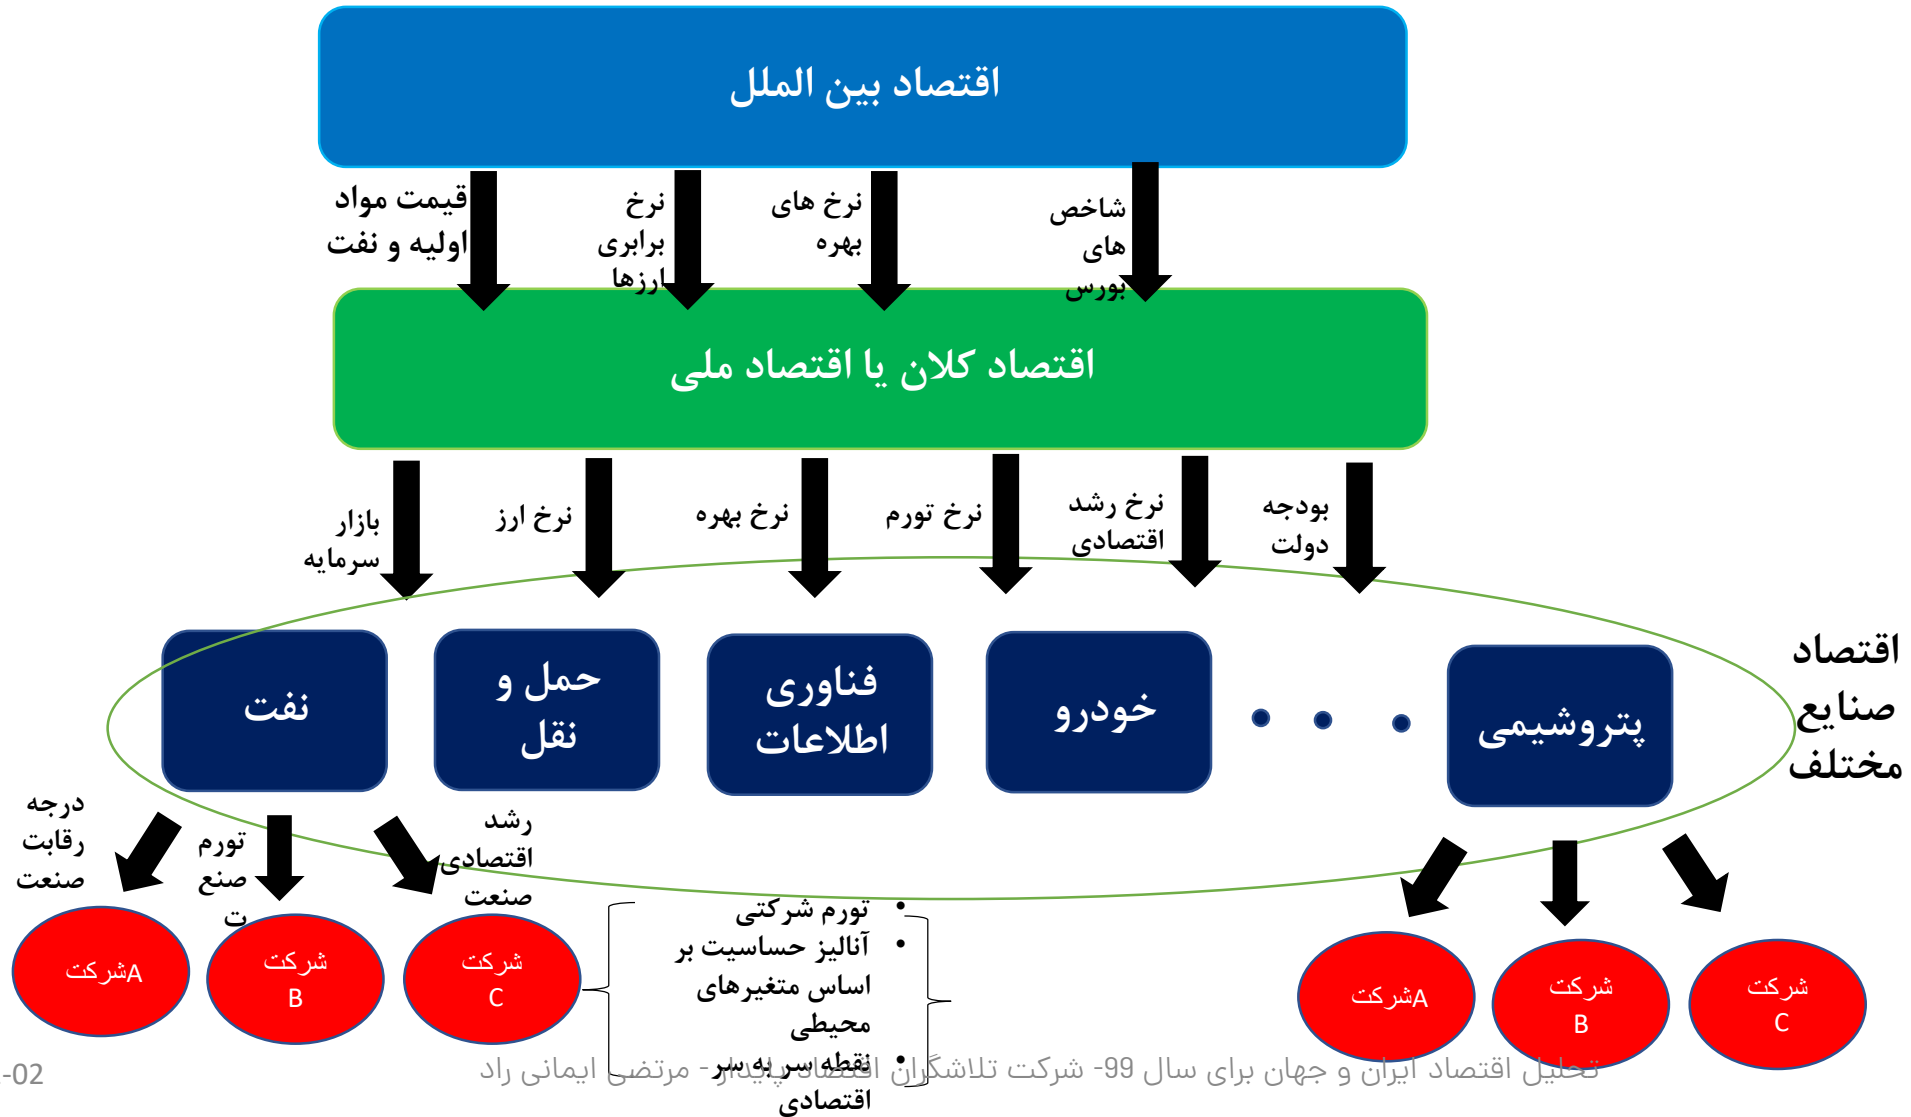 اقتصاد بین الملل
شاخص
های
بورس
نرخ های
بهره
نرخ
برابری
ارزها
قیمت مواد
اولیه و نفت
اقتصاد کلان یا اقتصاد ملی
بودجه
دولت
نرخ رشد
اقتصادی
نرخ تورم
نرخ بهره
نرخ ارز
بازار
سرمایه
اقتصاد
صنایع
مختلف
پتروشیمی
خودرو
فناوری
اطلاعات
حمل و
نقل
نفت
رشد
اقتصادی
صنعت
تورم
صنع
ت
درجه
رقابت
صنعت
شرکت
C
شرکت
B
شرکتA
• تورم شرکتی
• آنالیز حساسیت بر
اساس متغیرهای
محیطی
• نقطه سر به سر
اقتصادی
شرکت
C
شرکت
B
شرکتA
تحلیل اقتصاد ایران و جهان برای سال 99- شرکت تلاشگران اقتصاد پایدار - مرتضی ایمانی راد
-02